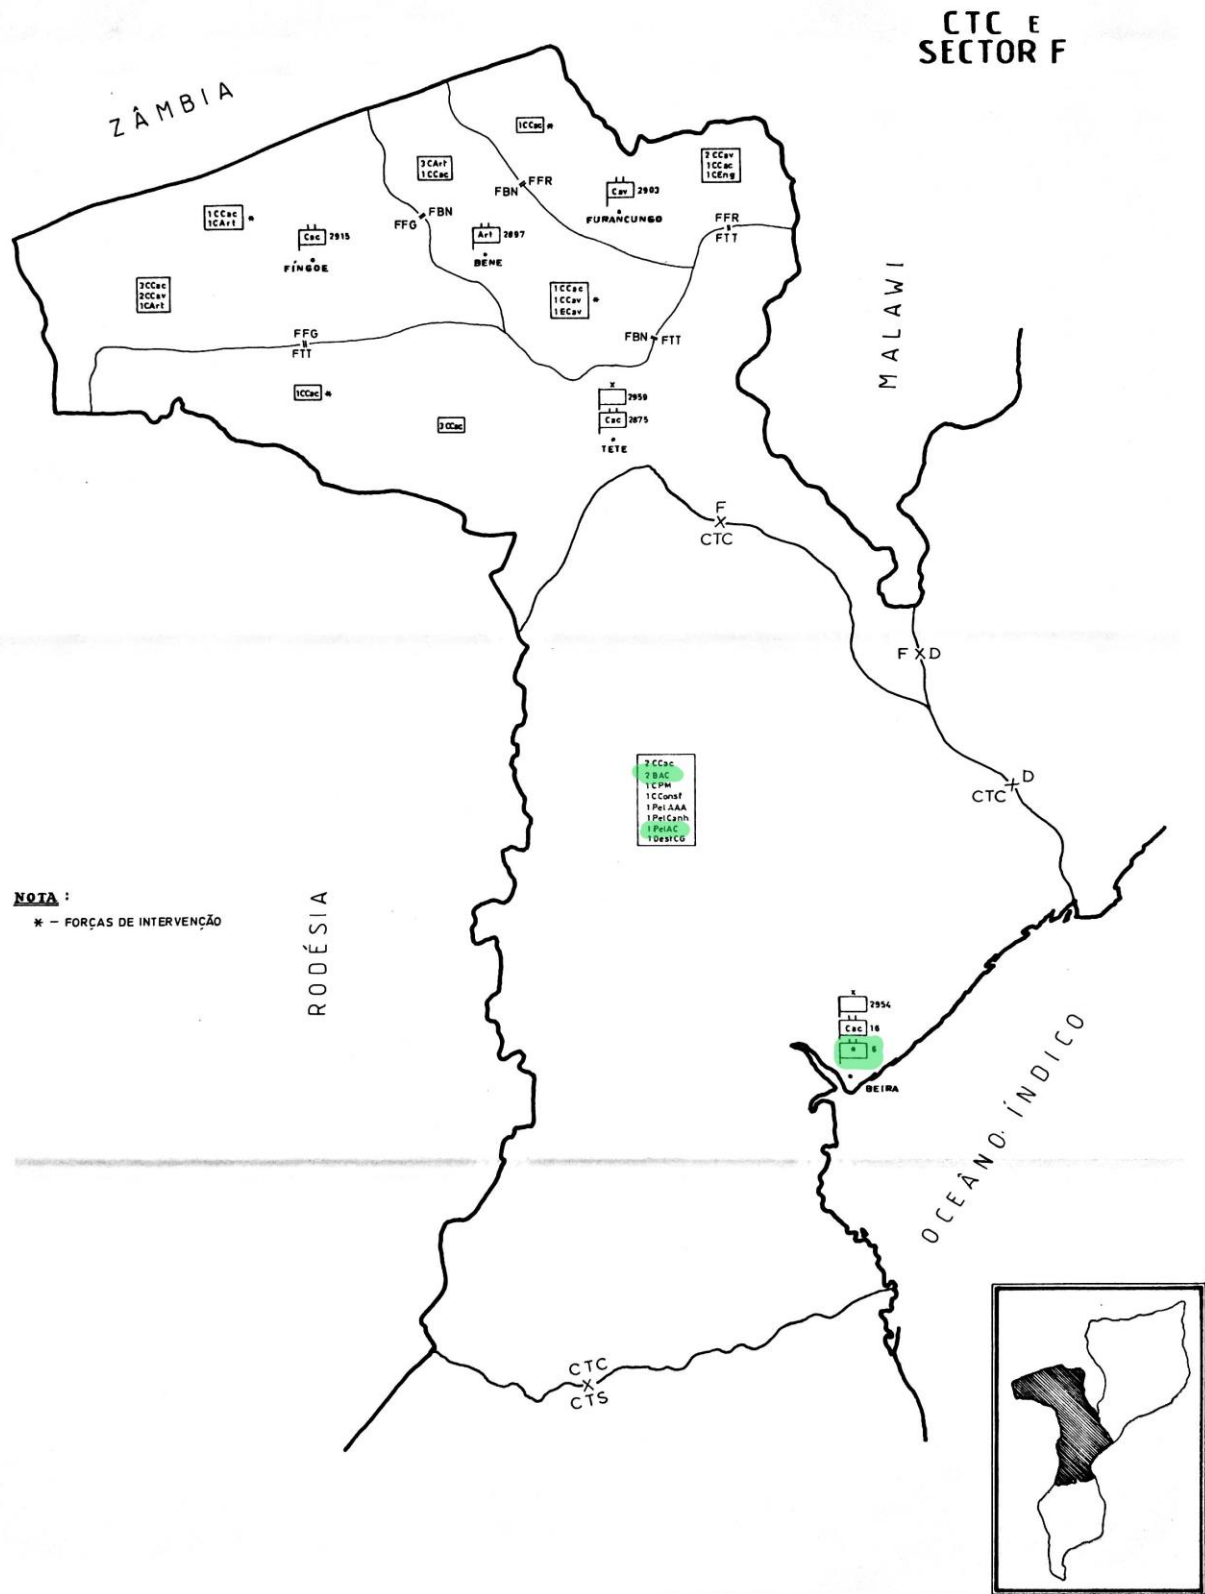 CTC E
SECTOR F
ZÂMBIA
1CCac *
3CArt
1CCac
2CCav
1CCac
1CEng
FBN FFR
Cav 2903
FURANCUNGO
1CCac
1CArt
*
FFG FBN
FFR
FTT
Cac 2915
FÍNGOE
Art 2897
BENE
MALAWI
3CCac
2CCav
1CArt
1CCac
1CCav
1ECav
*
FFG
FTT
FBN FTT
1CCac *
x
2959
Cac 2875
TETE
3CCac
F
X
CTC
F X D
2CCac
2BAC
1CPM
1CConst
1PelAAA
1PelCanh
1PelAC
1DestCG
D
X
CTC
NOTA :
* - FORÇAS DE INTERVENÇÃO
RODÉSIA
x
2954
Cac 16
6
BEIRA
OCEÂNO. ÍNDICO
CTC
X
CTS